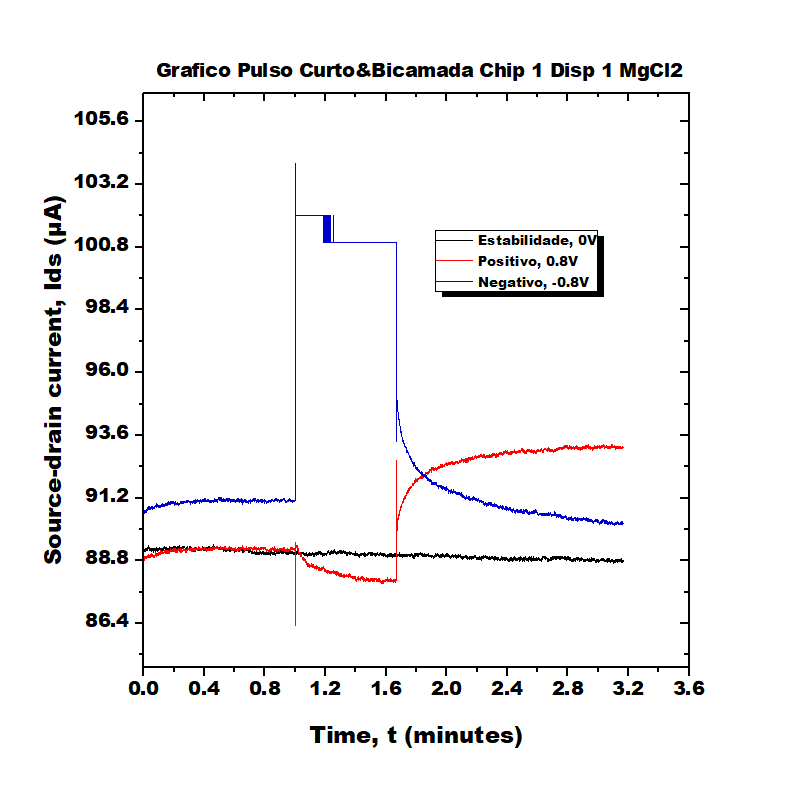 Grafico Pulso Curto&Bicamada Chip 1 Disp 1 MgCl2
Source-drain current, Ids (µA)
105.6
103.2
100.8
98.4
96.0
93.6
91.2
88.8
86.4
Estabilidade, 0V
Positivo, 0.8V
Negativo, -0.8V
0.0 0.4 0.8 1.2 1.6 2.0 2.4 2.8 3.2 3.6
Time, t (minutes)